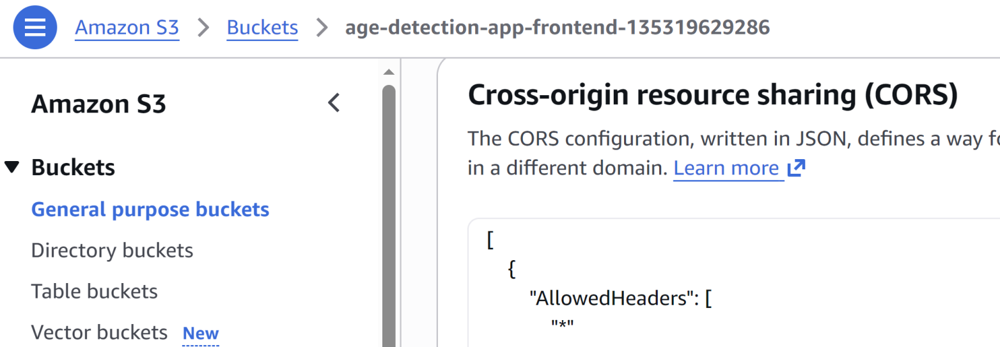 Amazon S3 > Buckets > age-detection-app-frontend-135319629286
Amazon S3
Buckets
General purpose buckets
Directory buckets
Table buckets
Vector buckets New
Cross-origin resource sharing (CORS)
The CORS configuration, written in JSON, defines a way
in a different domain. Learn more
[
{
"AllowedHeaders": [
"*"